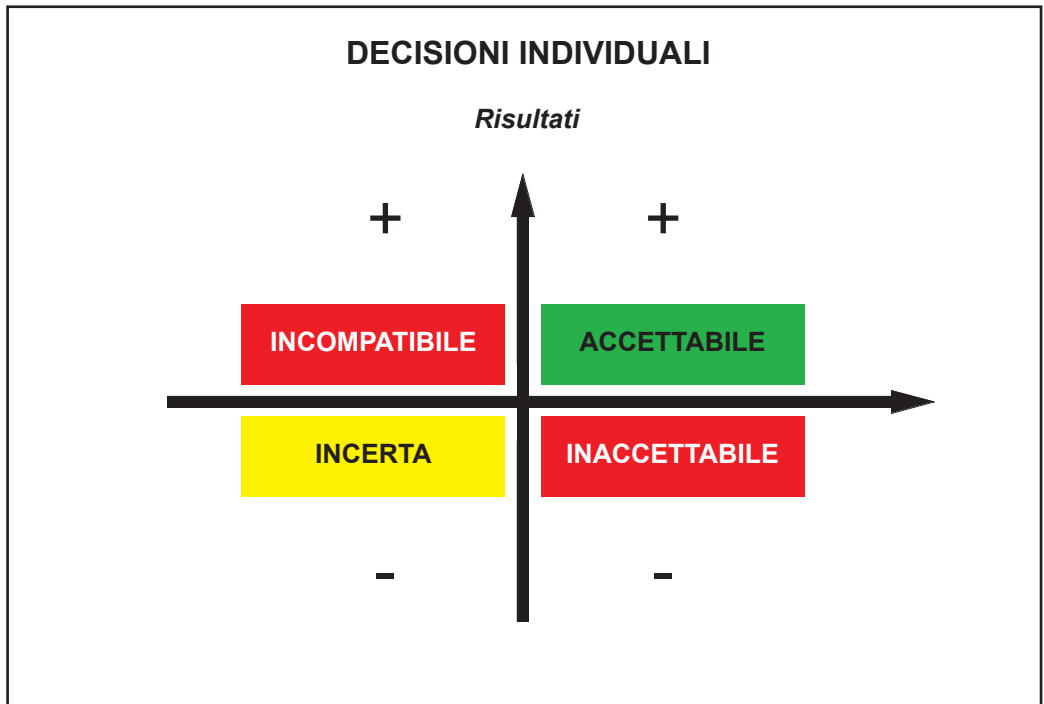 DECISIONI INDIVIDUALI
Risultati
+ +
INCOMPATIBILE ACCETTABILE
INCERTA INACCETTABILE
- -